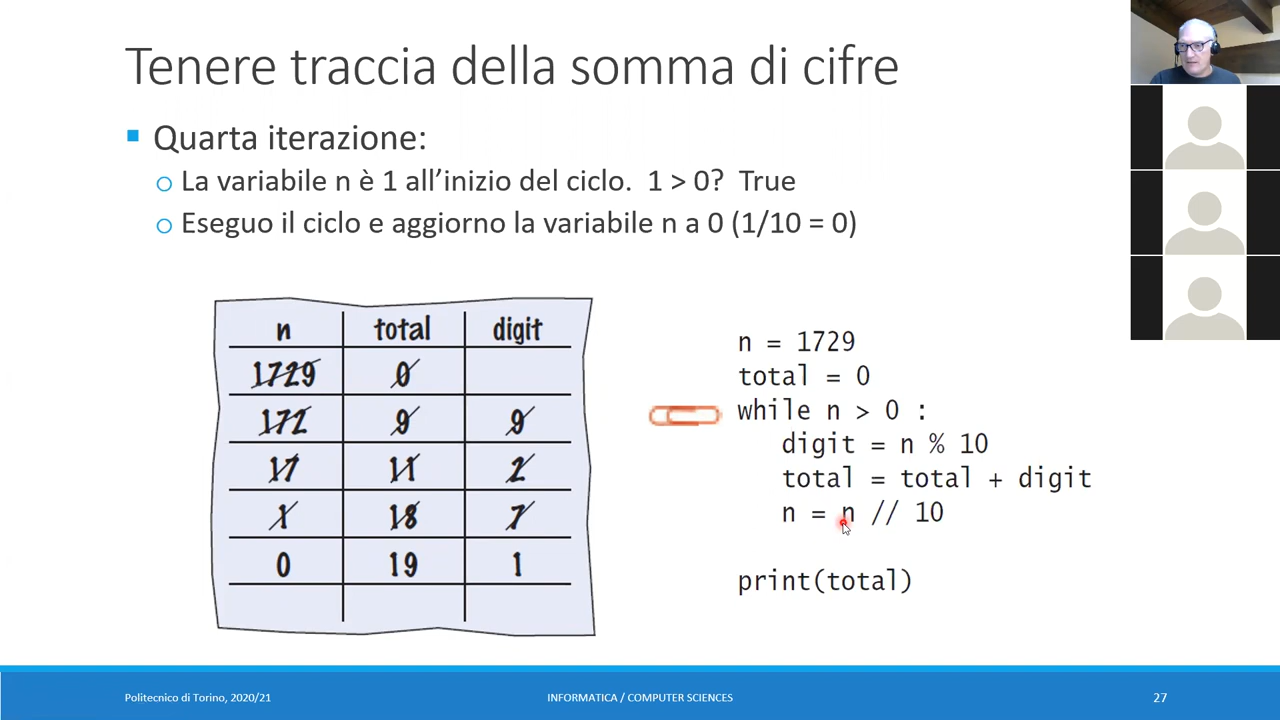 Tenere traccia della somma di cifre
Quarta iterazione:
La variabile n è 1 all’inizio del ciclo.  1 > 0?  True
Eseguo il ciclo e aggiorno la variabile n a 0 (1/10 = 0)
n total digit
1729 0
172 9 9
17 11 2
1 18 7
0 19 1
n = 1729
total = 0
while n > 0 :
digit = n % 10
total = total + digit
n = n // 10
print(total)
Politecnico di Torino, 2020/21
INFORMATICA / COMPUTER SCIENCES
27